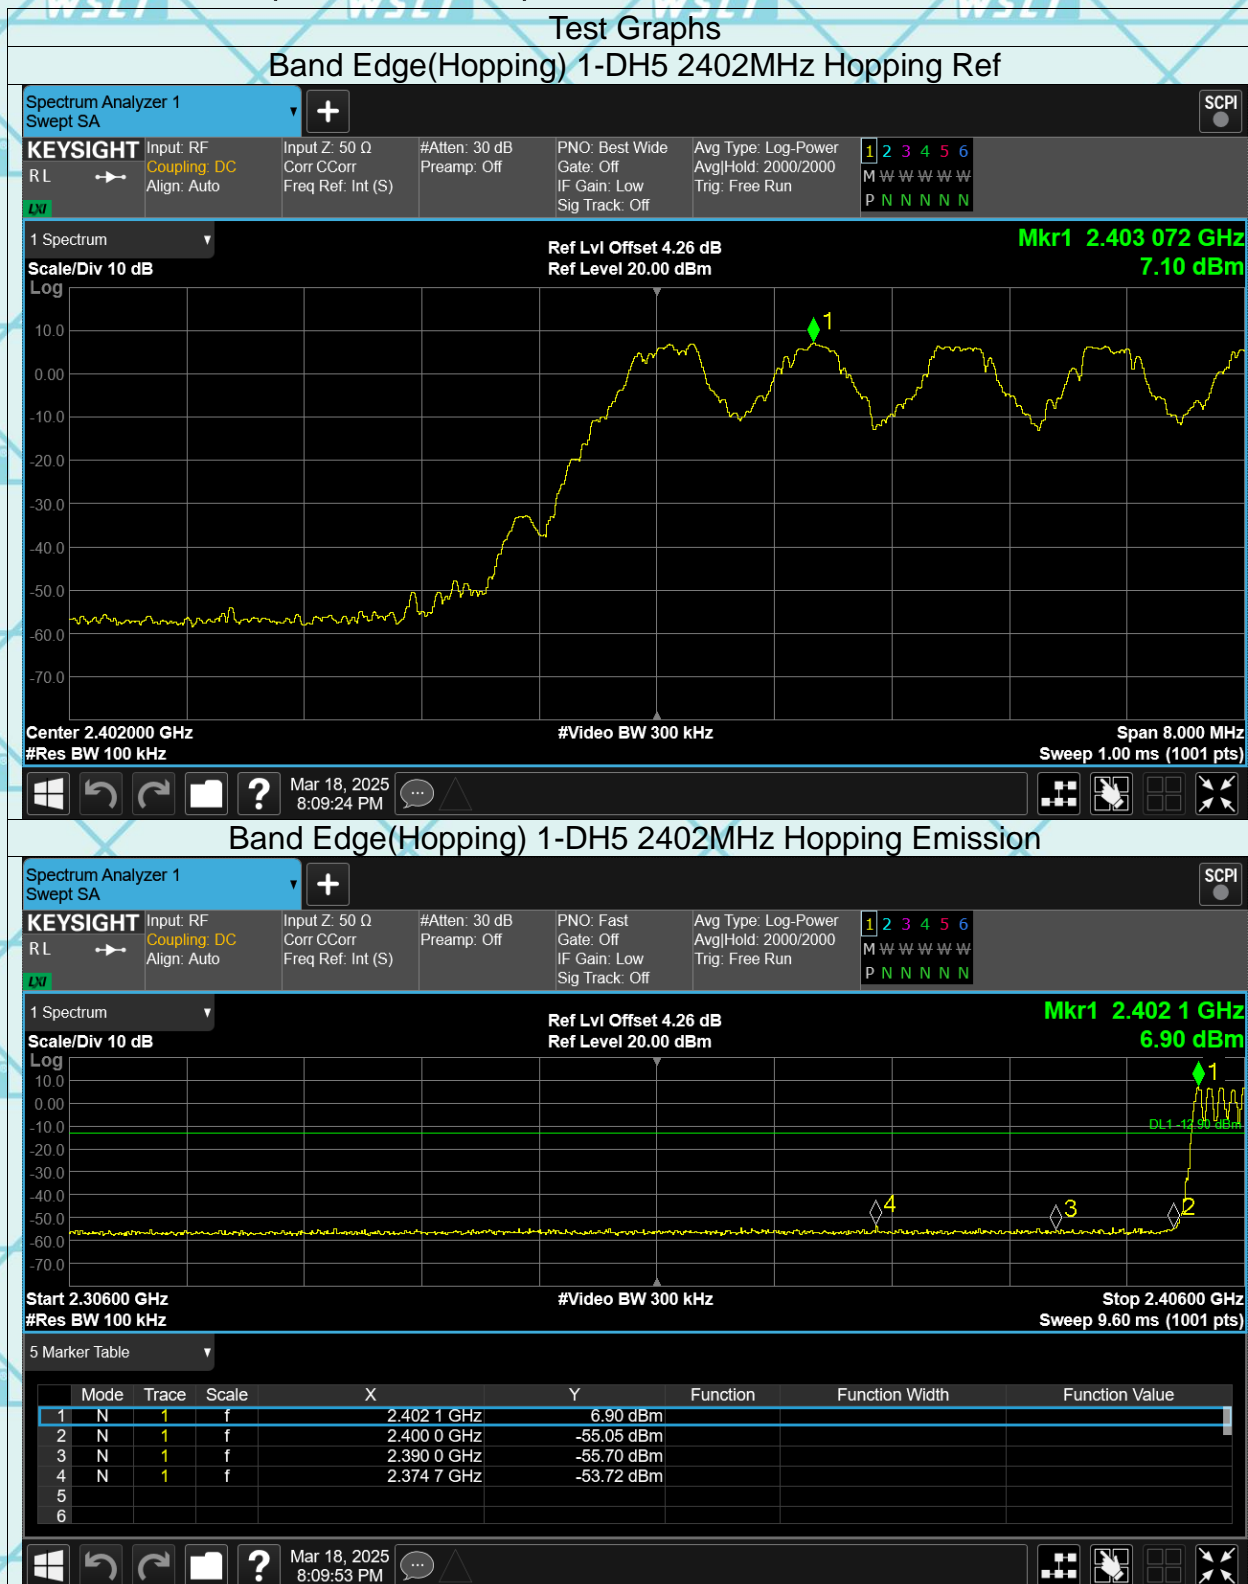 WSCT WSCT WSCT WSCT
Test Graphs
Band Edge(Hopping) 1-DH5 2402MHz Hopping Ref
Spectrum Analyzer 1
Swept SA
+
SCPI
KEYSIGHT
R L
LXI
Input: RF
Coupling: DC
Align: Auto
Input Z: 50 Ω
Corr CCorr
Freq Ref: Int (S)
#Atten: 30 dB
Preamp: Off
PNO: Best Wide
Gate: Off
IF Gain: Low
Sig Track: Off
Avg Type: Log-Power
Avg|Hold: 2000/2000
Trig: Free Run
1 2 3 4 5 6
M W W W W W
P N N N N N
1 Spectrum
Scale/Div 10 dB
Log
Ref Lvl Offset 4.26 dB
Ref Level 20.00 dBm
Mkr1 2.403 072 GHz
7.10 dBm
1
10.0
0.00
-10.0
-20.0
-30.0
-40.0
-50.0
-60.0
-70.0
Center 2.402000 GHz
#Res BW 100 kHz
#Video BW 300 kHz
Span 8.000 MHz
Sweep 1.00 ms (1001 pts)
?
Mar 18, 2025
8:09:24 PM
Band Edge(Hopping) 1-DH5 2402MHz Hopping Emission
Spectrum Analyzer 1
Swept SA
+
SCPI
KEYSIGHT
R L
LXI
Input: RF
Coupling: DC
Align: Auto
Input Z: 50 Ω
Corr CCorr
Freq Ref: Int (S)
#Atten: 30 dB
Preamp: Off
PNO: Fast
Gate: Off
IF Gain: Low
Sig Track: Off
Avg Type: Log-Power
Avg|Hold: 2000/2000
Trig: Free Run
1 2 3 4 5 6
M W W W W W
P N N N N N
1 Spectrum
Scale/Div 10 dB
Log
Ref Lvl Offset 4.26 dB
Ref Level 20.00 dBm
Mkr1 2.402 1 GHz
6.90 dBm
1
10.0
0.00
-10.0
DL1 -12.90 dBm
-20.0
-30.0
-40.0
4 3 2
-50.0
-60.0
-70.0
Start 2.30600 GHz
#Res BW 100 kHz
#Video BW 300 kHz
Stop 2.40600 GHz
Sweep 9.60 ms (1001 pts)
5 Marker Table
Mode Trace Scale X Y Function Function Width Function Value
1 N 1 f 2.402 1 GHz 6.90 dBm
2 N 1 f 2.400 0 GHz -55.05 dBm
3 N 1 f 2.390 0 GHz -55.70 dBm
4 N 1 f 2.374 7 GHz -53.72 dBm
5
6
?
Mar 18, 2025
8:09:53 PM